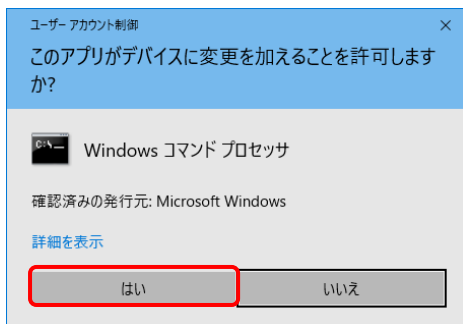 ユーザー アカウント制御
このアプリがデバイスに変更を加えることを許可します
か?
C:\
Windows コマンド プロセッサ
確認済みの発行元: Microsoft Windows
詳細を表示
はい
いいえ